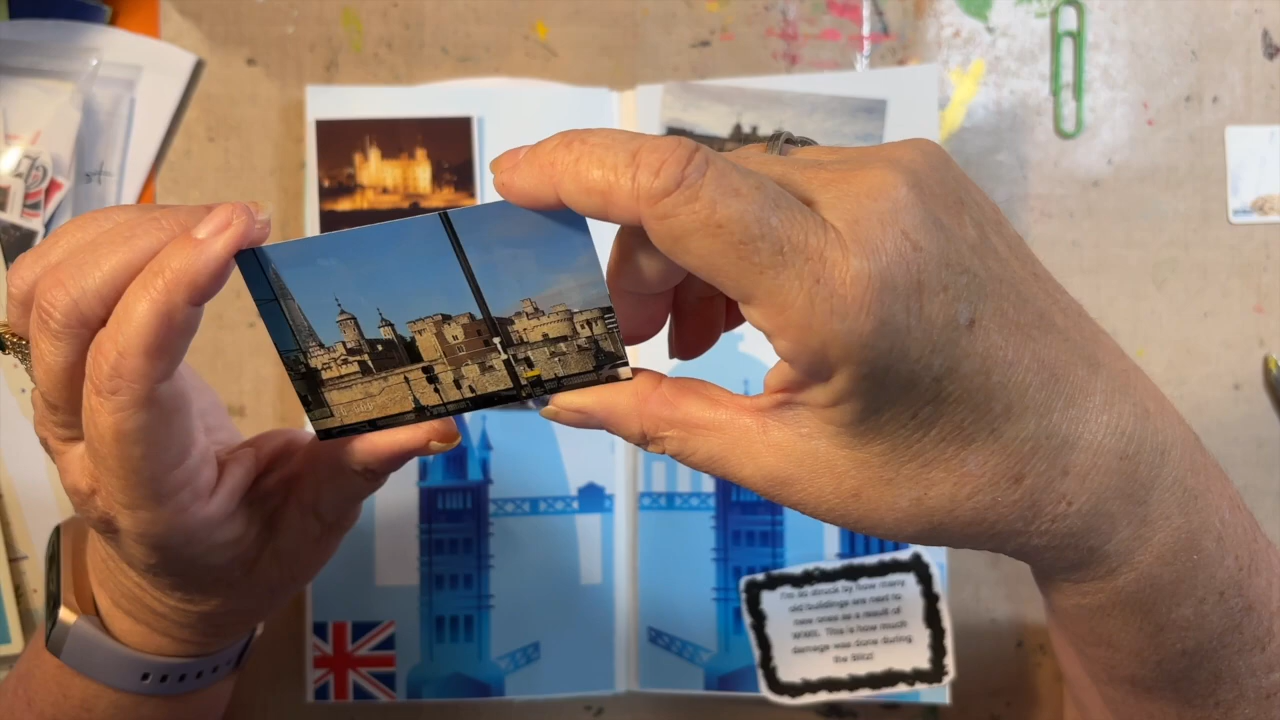 I'm so struck by how many
old buildings are next to
new ones as a result of
WWII. This is how much
damage was done during
the Blitz!